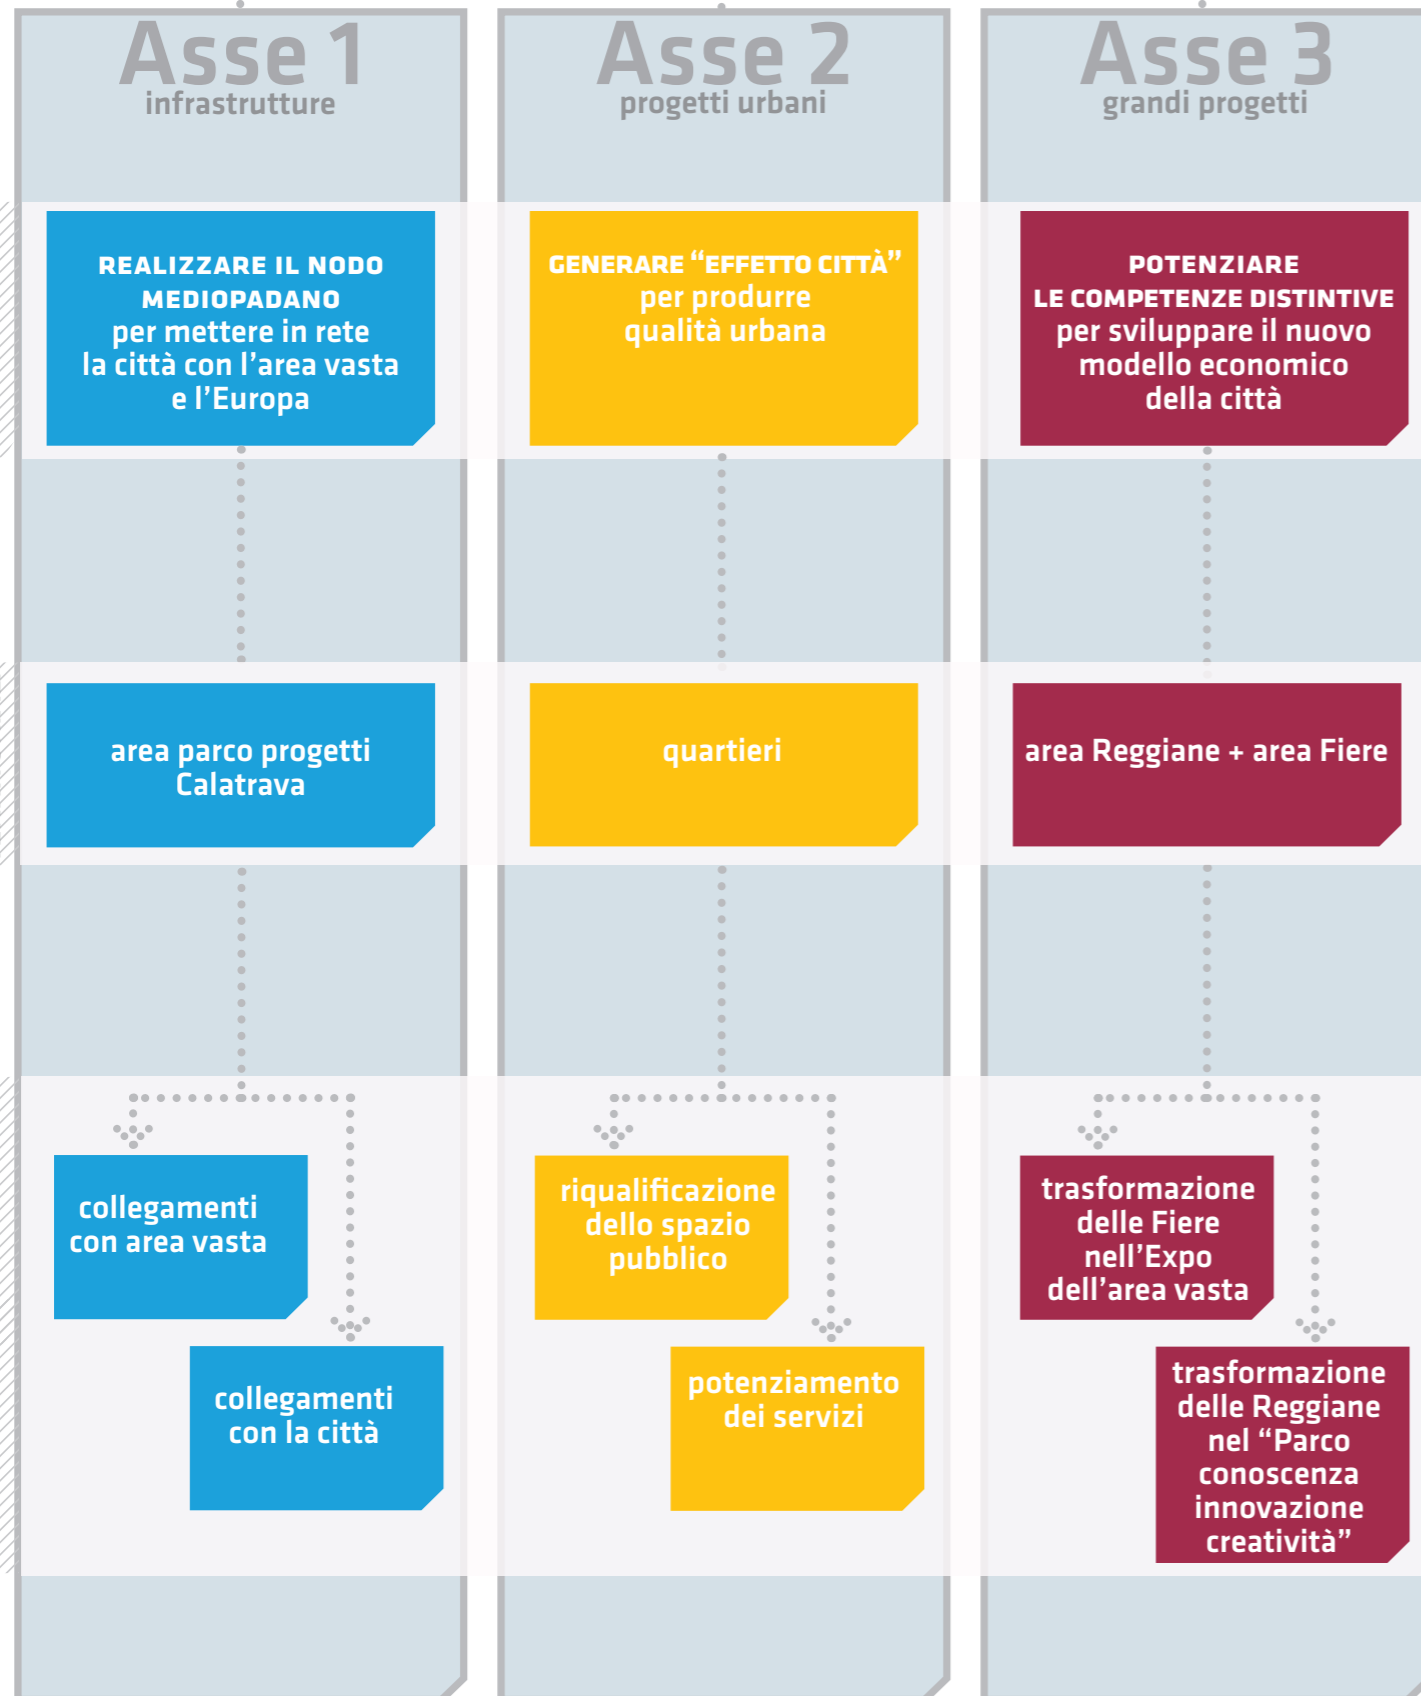 Asse 1
infrastrutture
Asse 2
progetti urbani
Asse 3
grandi progetti
REALIZZARE IL NODO
MEDIOPADANO
per mettere in rete
la città con l’area vasta
e l’Europa
GENERARE “EFFETTO CITTÀ”
per produrre
qualità urbana
POTENZIARE
LE COMPETENZE DISTINTIVE
per sviluppare il nuovo
modello economico
della città
area parco progetti
Calatrava
quartieri
area Reggiane + area Fiere
collegamenti
con area vasta
collegamenti
con la città
riqualificazione
dello spazio
pubblico
potenziamento
dei servizi
trasformazione
delle Fiere
nell’Expo
dell’area vasta
trasformazione
delle Reggiane
nel “Parco
conoscenza
innovazione
creatività”